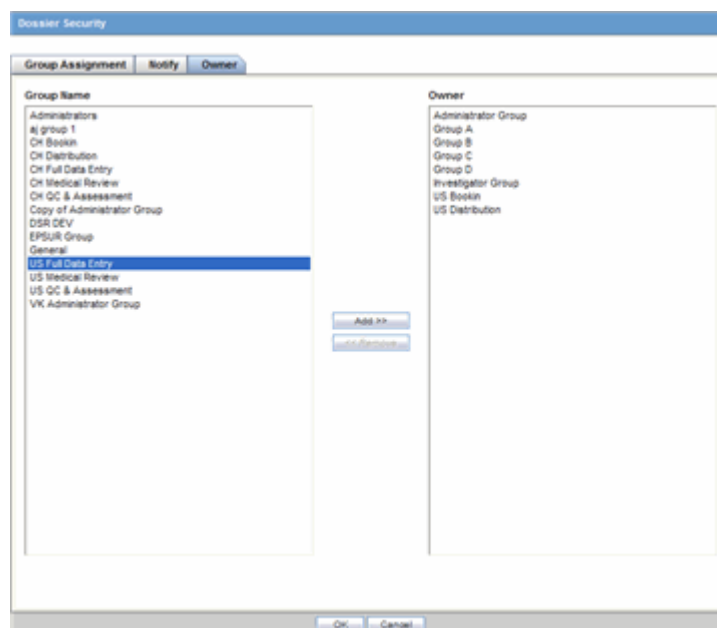 Dossier Security
Group Assignment Notify Owner
Group Name
Administrators
aj group 1
CH Bookin
CH Distribution
CH Full Data Entry
CH Medical Review
CH QC & Assessment
Copy of Administrator Group
DSR DEV
EPSUR Group
General
US Full Data Entry
US Medical Review
US QC & Assessment
VK Administrator Group
Add >>
<< Remove
Owner
Administrator Group
Group A
Group B
Group C
Group D
Investigator Group
US Bookin
US Distribution
OK Cancel